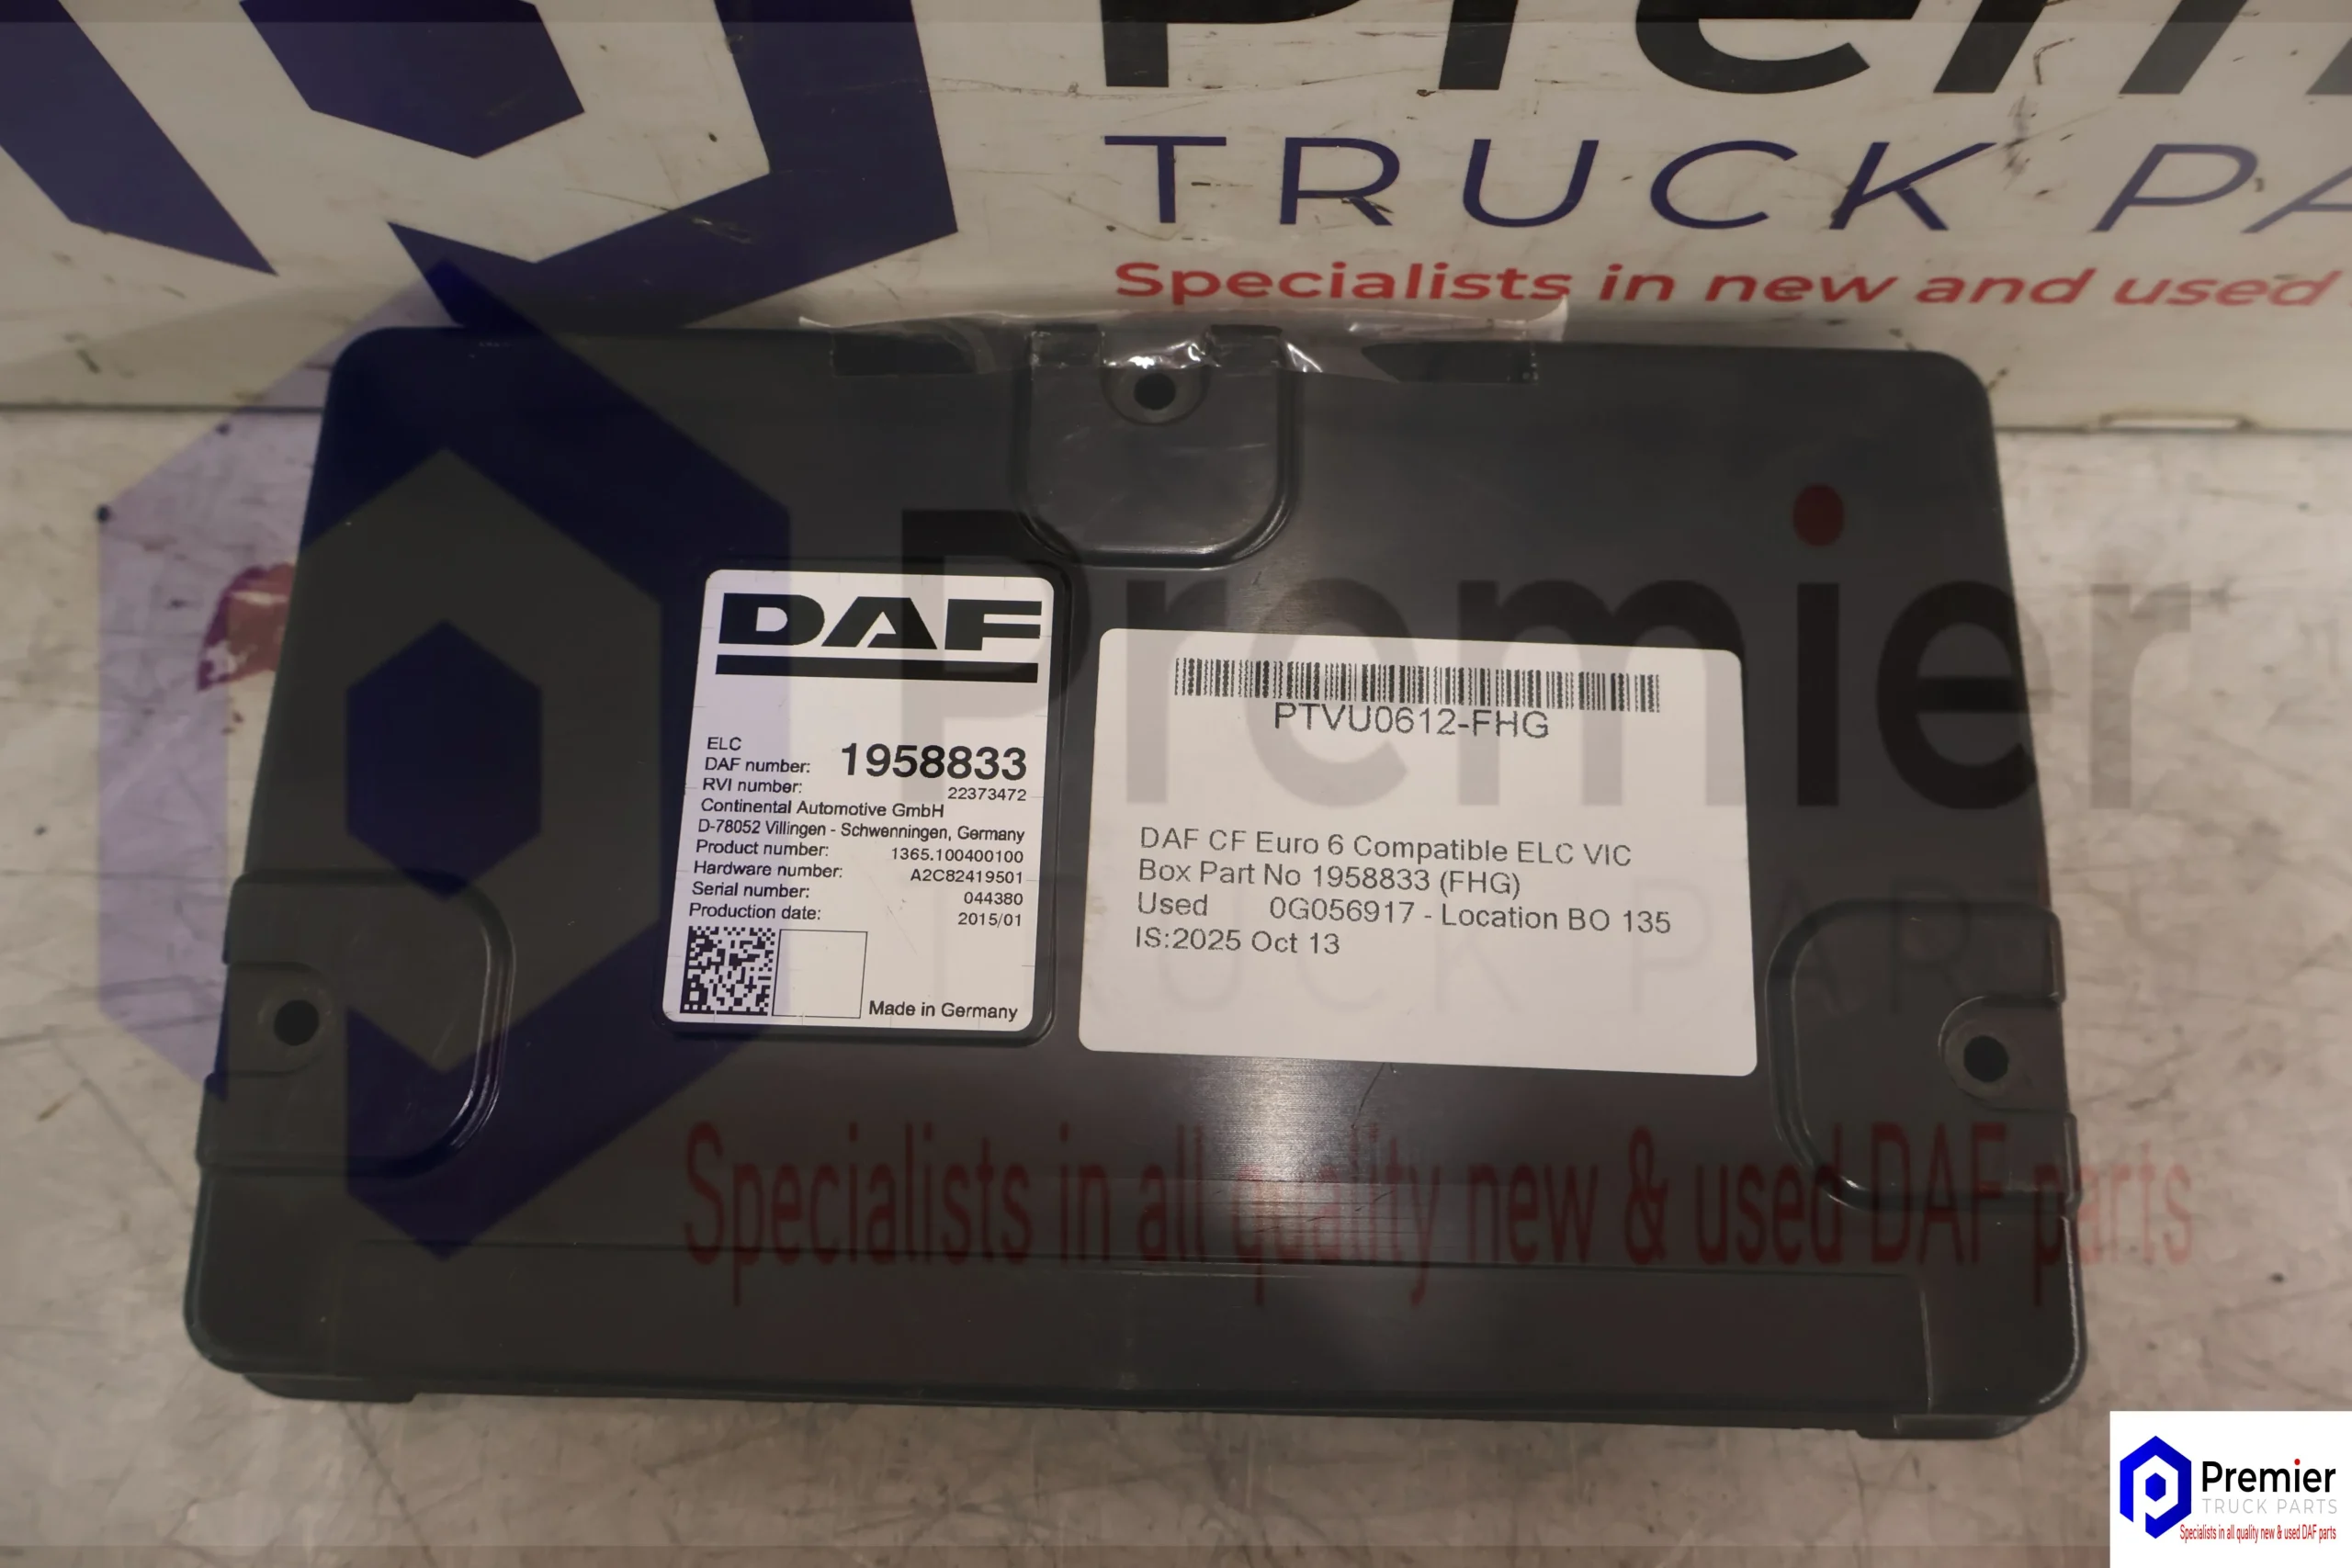 Premi
TRUCK PA
Specialists in new and used
DAF
ELC
DAF number: 1958833
RVI number: 22373472
Continental Automotive GmbH
D-78052 Villingen - Schwenningen, Germany
Product number: 1365.100400100
Hardware number: A2C82419501
Serial number: 044380
Production date: 2015/01
Made in Germany
PTVU0612-FHG
DAF CF Euro 6 Compatible ELC VIC
Box Part No 1958833 (FHG)
Used 0G056917 - Location BO 135
IS:2025 Oct 13
Premier
TRUCK PARTS
Specialists in all quality new & used DAF parts
Premier
TRUCK PARTS
Specialists in all quality new & used DAF parts